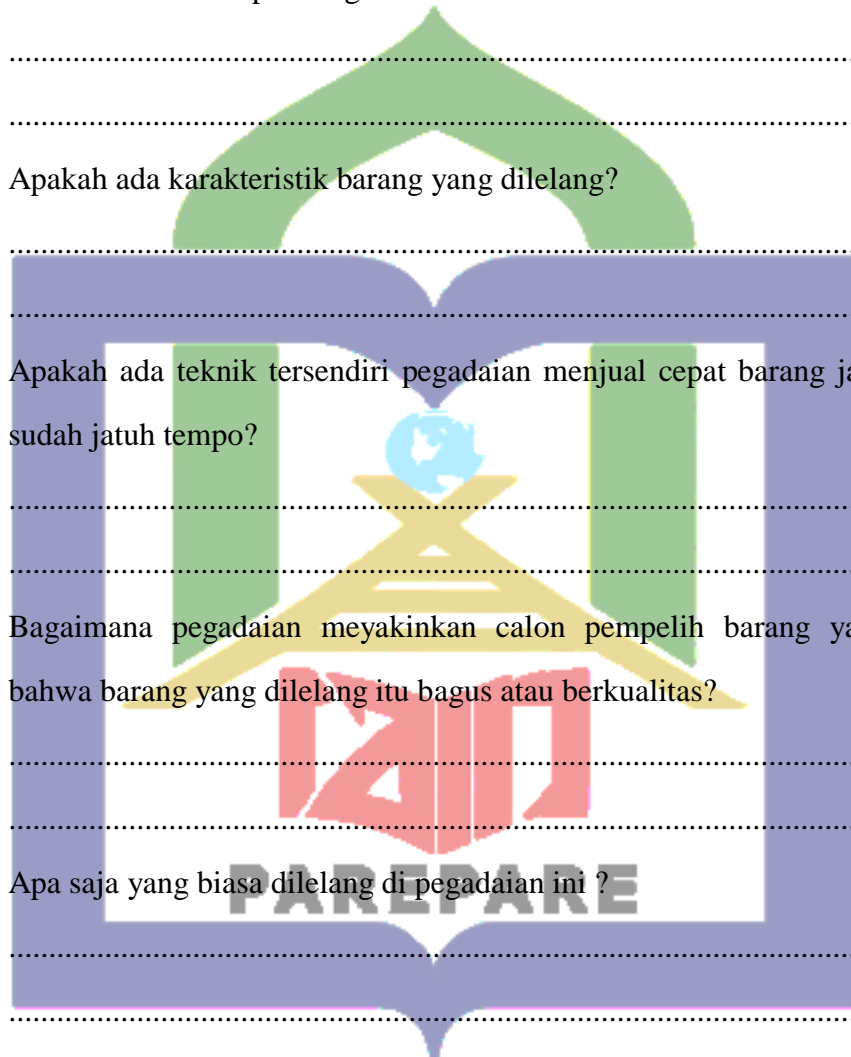 ................................................................................................................
................................................................................................................
Apakah ada karakteristik barang yang dilelang?
................................................................................................................
................................................................................................................
Apakah ada teknik tersendiri pegadaian menjual cepat barang
sudah jatuh tempo?
................................................................................................................
................................................................................................................
Bagaimana pegadaian meyakinkan calon pempelih barang
bahwa barang yang dilelang itu bagus atau berkualitas?
................................................................................................................
................................................................................................................
PAREPARE
Apa saja yang biasa dilelang di pegadaian ini ?
................................................................................................................
................................................................................................................